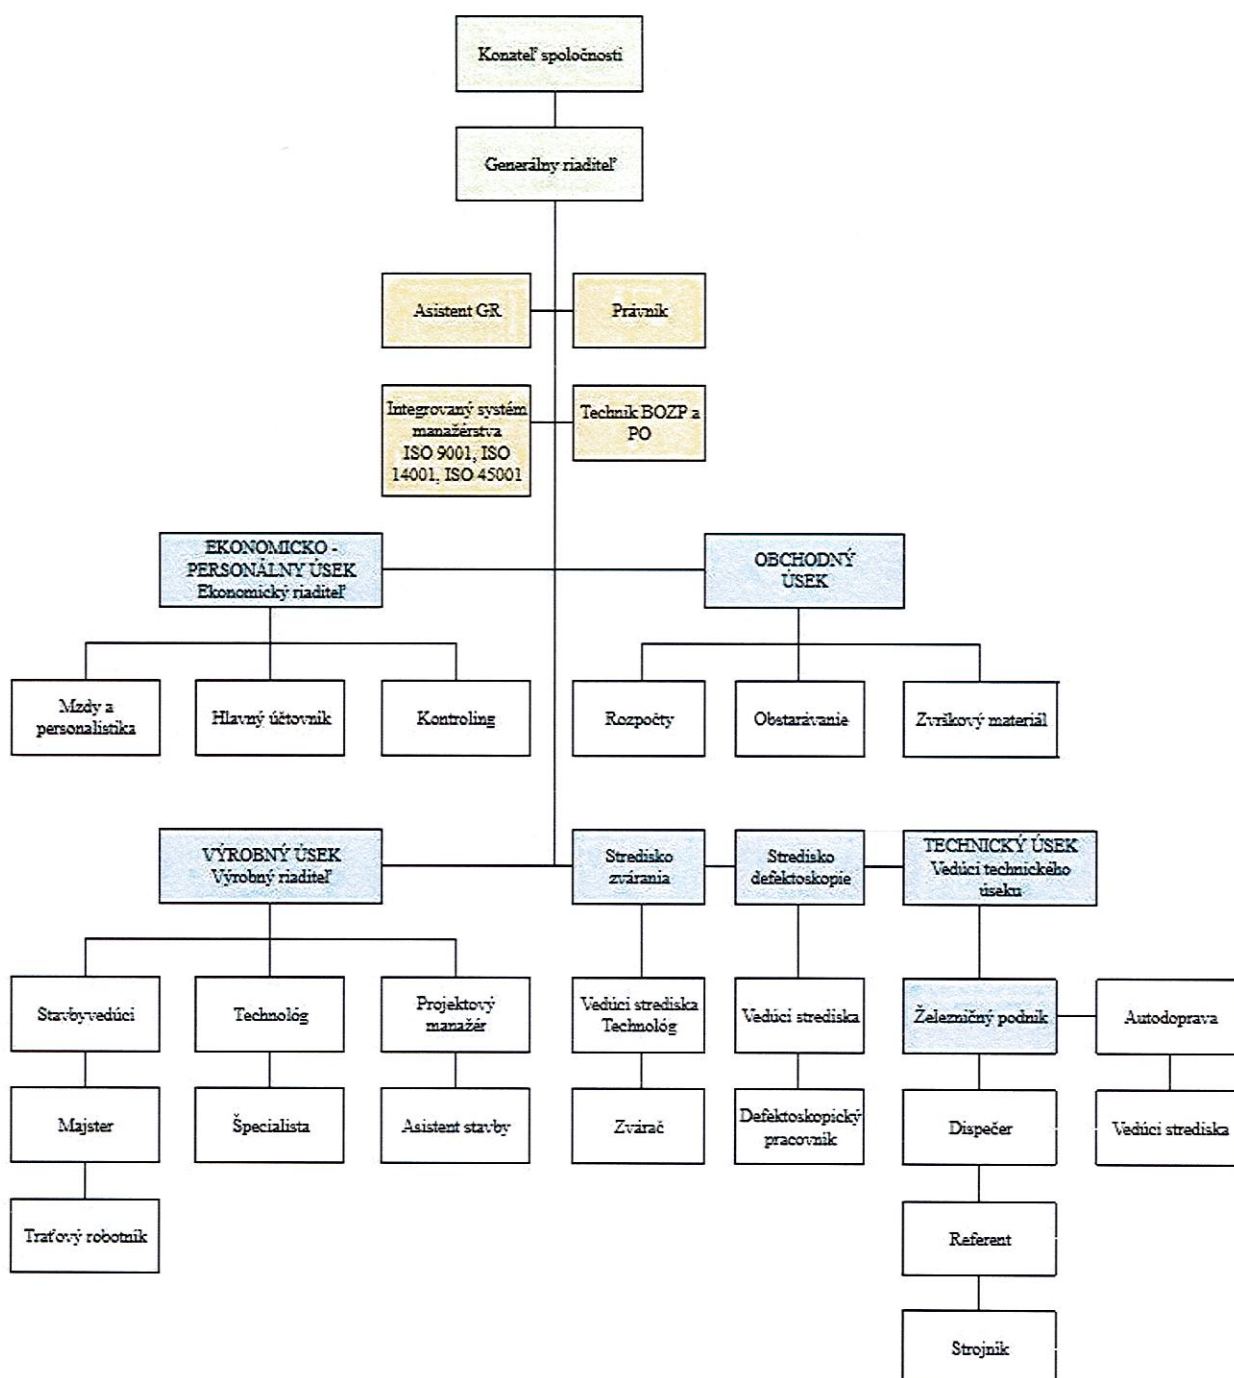 Konateľ spoločnosti
Generálny riaditeľ
Asistent GR
Právnik
Integrovaný systém
manažérstva
ISO 9001, ISO
14001, ISO 45001
Technik BOZP a
PO
EKONOMICKO -
PERSONÁLNY ÚSEK
Ekonomický riaditeľ
OBCHODNÝ
ÚSEK
Mzdy a
personalistika
Hlavný účtovník
Kontroling
Rozpočty
Obstarávanie
Zvrškový materiál
VÝROBNÝ ÚSEK
Výrobný riaditeľ
Stredisko
zvárania
Stredisko
defektoskopie
TECHNICKÝ ÚSEK
Vedúci technického
úseku
Stavbyvedúci
Technológ
Projektový
manažér
Vedúci strediska
Technológ
Vedúci strediska
Železničný podnik
Autodoprava
Majster
Špecialista
Asistent stavby
Zvárač
Defektoskopický
pracovník
Dispečer
Vedúci strediska
Traťový robotník
Referent
Strojník